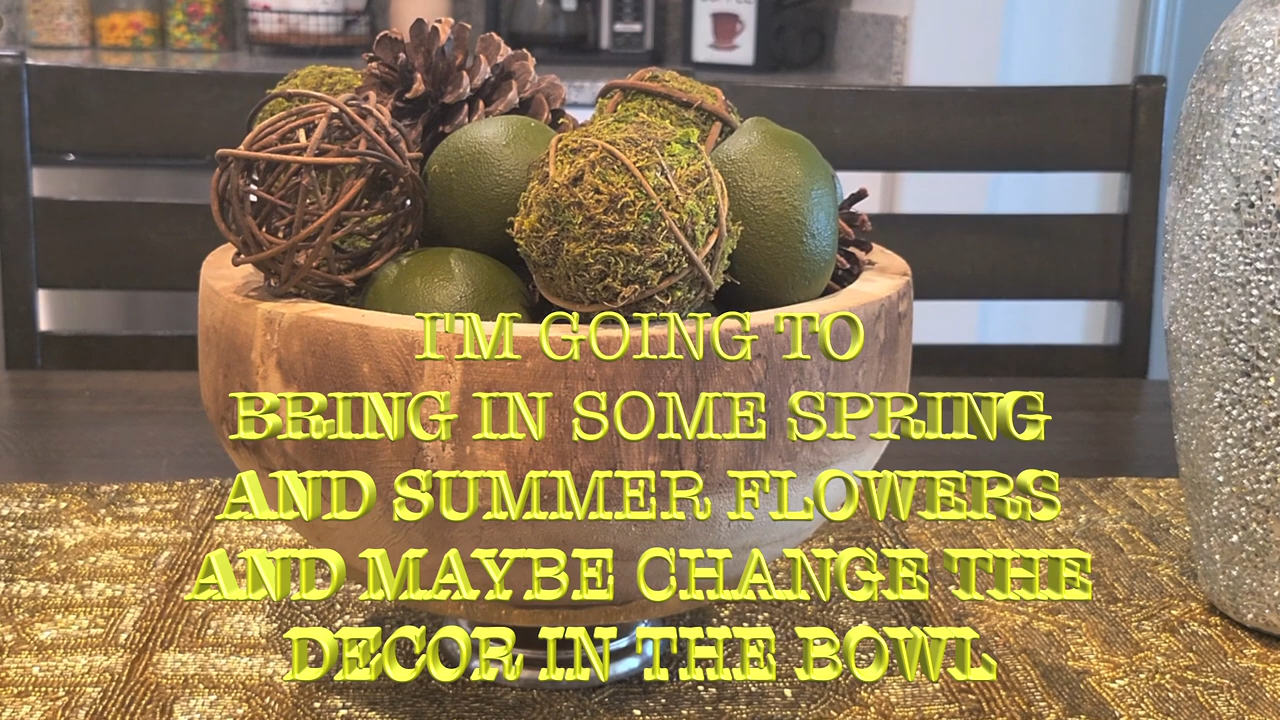 I'M GOING TO
BRING IN SOME SPRING
AND SUMMER FLOWERS
AND MAYBE CHANGE THE
DECOR IN THE BOWL